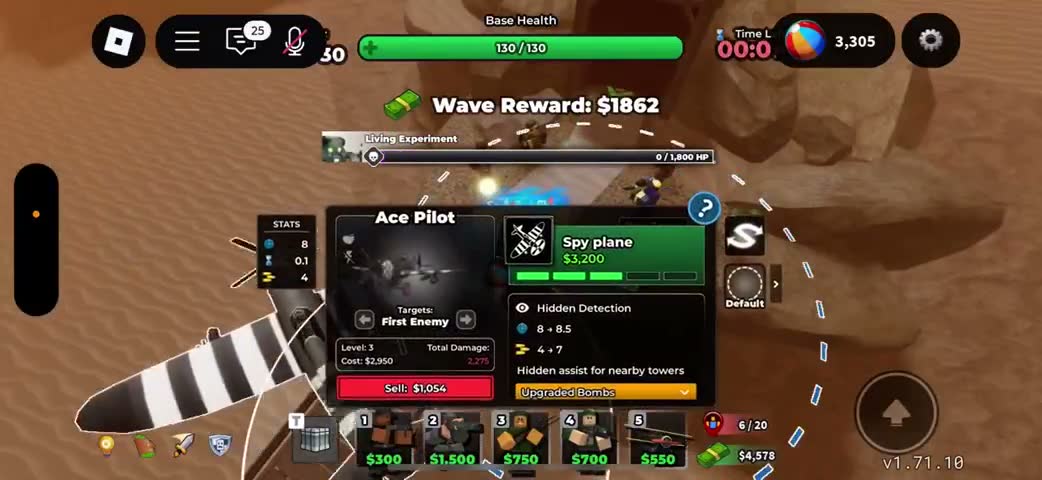 Base Health
25
30
130 / 130
Time L
00:0
3,305
Wave Reward: $1862
Living Experiment
0 / 1,800 HP
STATS
8
0.1
4
Ace Pilot
Targets:
First Enemy
Level: 3
Total Damage:
Cost: $2,950
2,275
Sell: $1,054
Spy plane
$3,200
?
Hidden Detection
8 → 8.5
4 → 7
Hidden assist for nearby towers
Upgraded Bombs
Default
T
1
$300
2
$1,500
3
$750
4
$700
5
$550
6 / 20
$4,578
v1.71.10